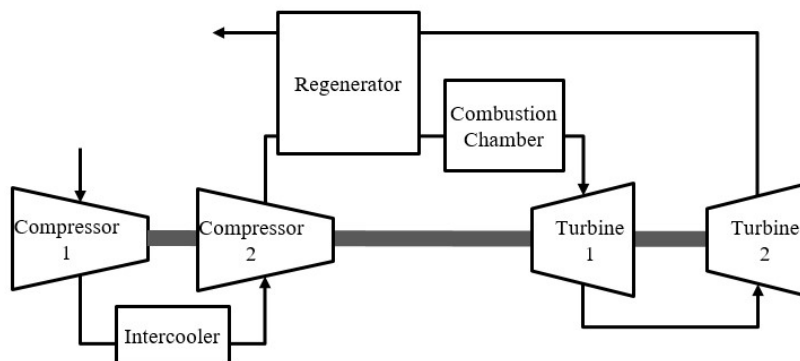 Regenerator
Combustion
Chamber
Compressor
1
Compressor
2
Turbine
1
Turbine
2
Intercooler